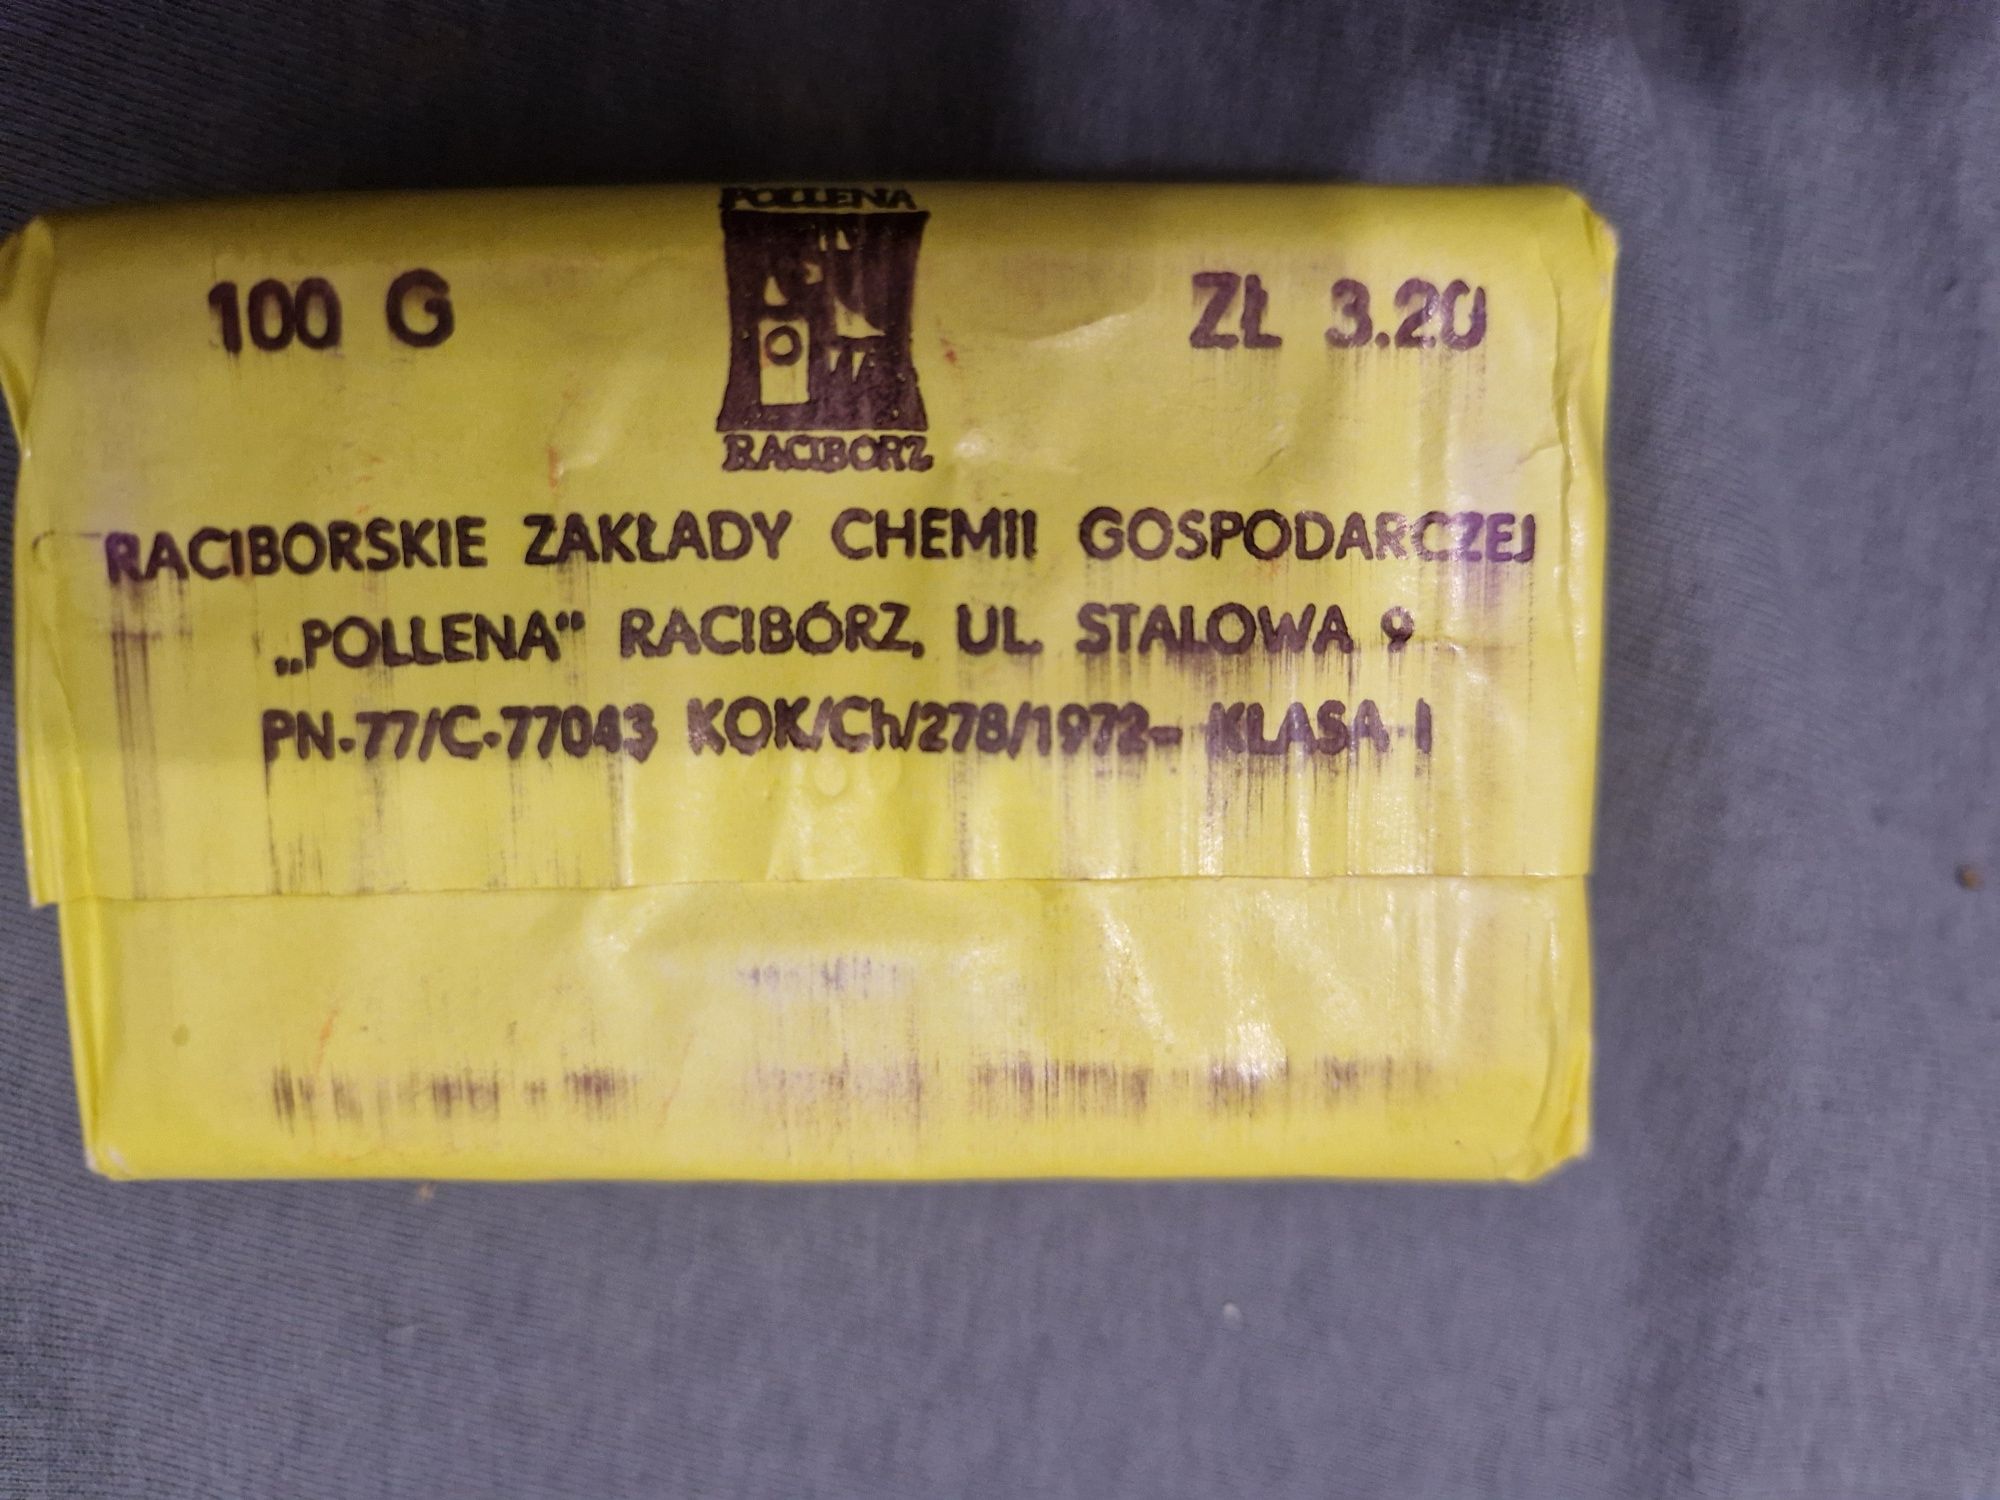 POLLENA
100 G ZŁ 3.20
RACIBORZ
RACIBORSKIE ZAKŁADY CHEMII GOSPODARCZEJ
„POLLENA" RACIBÓRZ, UL. STALOWA 9
PN-77/C-77043 KOK/Ch/278/1972- KLASA I